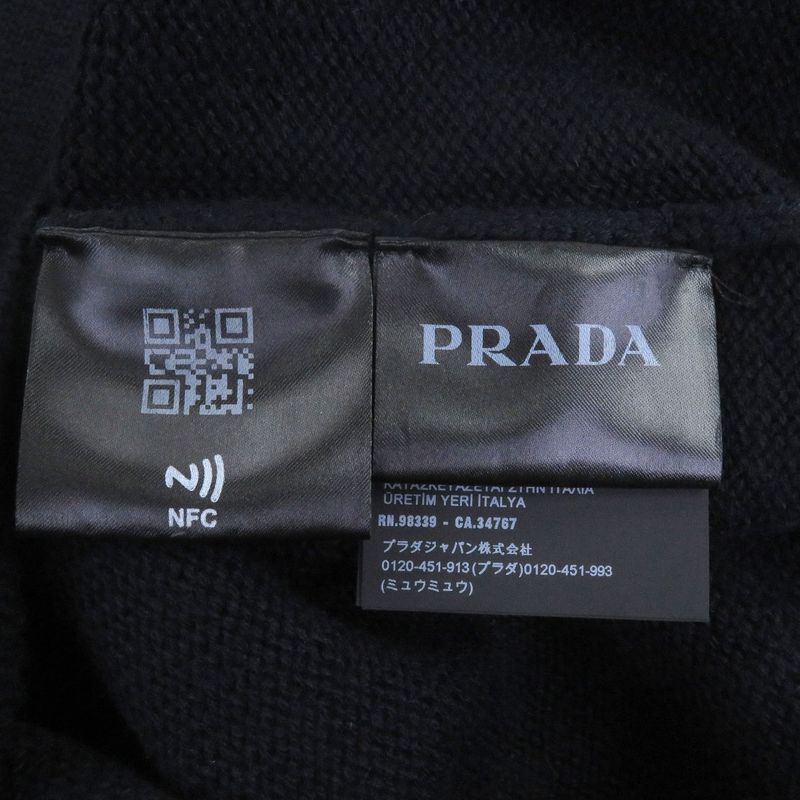 NFC
PRADA
ÜRETİM YERİ İTALYA
RN.98339 - CA.34767
プラダジャパン株式会社
0120-451-913(プラダ)0120-451-993
(ミュウミュウ)